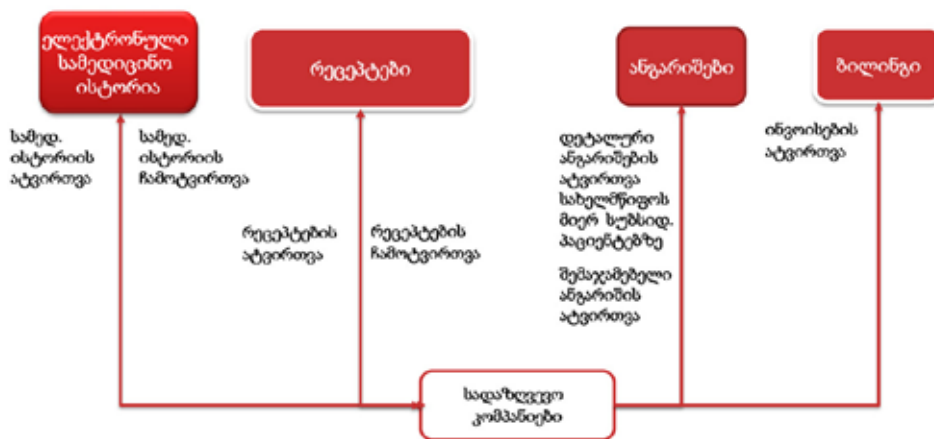 ელექტრონული
სამედიცინო
ისტორია
რეცეპტები
ანგარიშები
ბილინგი
სამედ.
ისტორიის
ატვირთვა
სამედ.
ისტორიის
ჩამოტვირთვა
რეცეპტების
ატვირთვა
რეცეპტების
ჩამოტვირთვა
დეტალური
ანგარიშების
ატვირთვა
სახელმწიფოს
მიერ სუბსიდ.
პაციენტებზე
შემაჯამებელი
ანგარიშის
ატვირთვა
ინვოისების
ატვირთვა
სადაზღვევო
კომპანიები